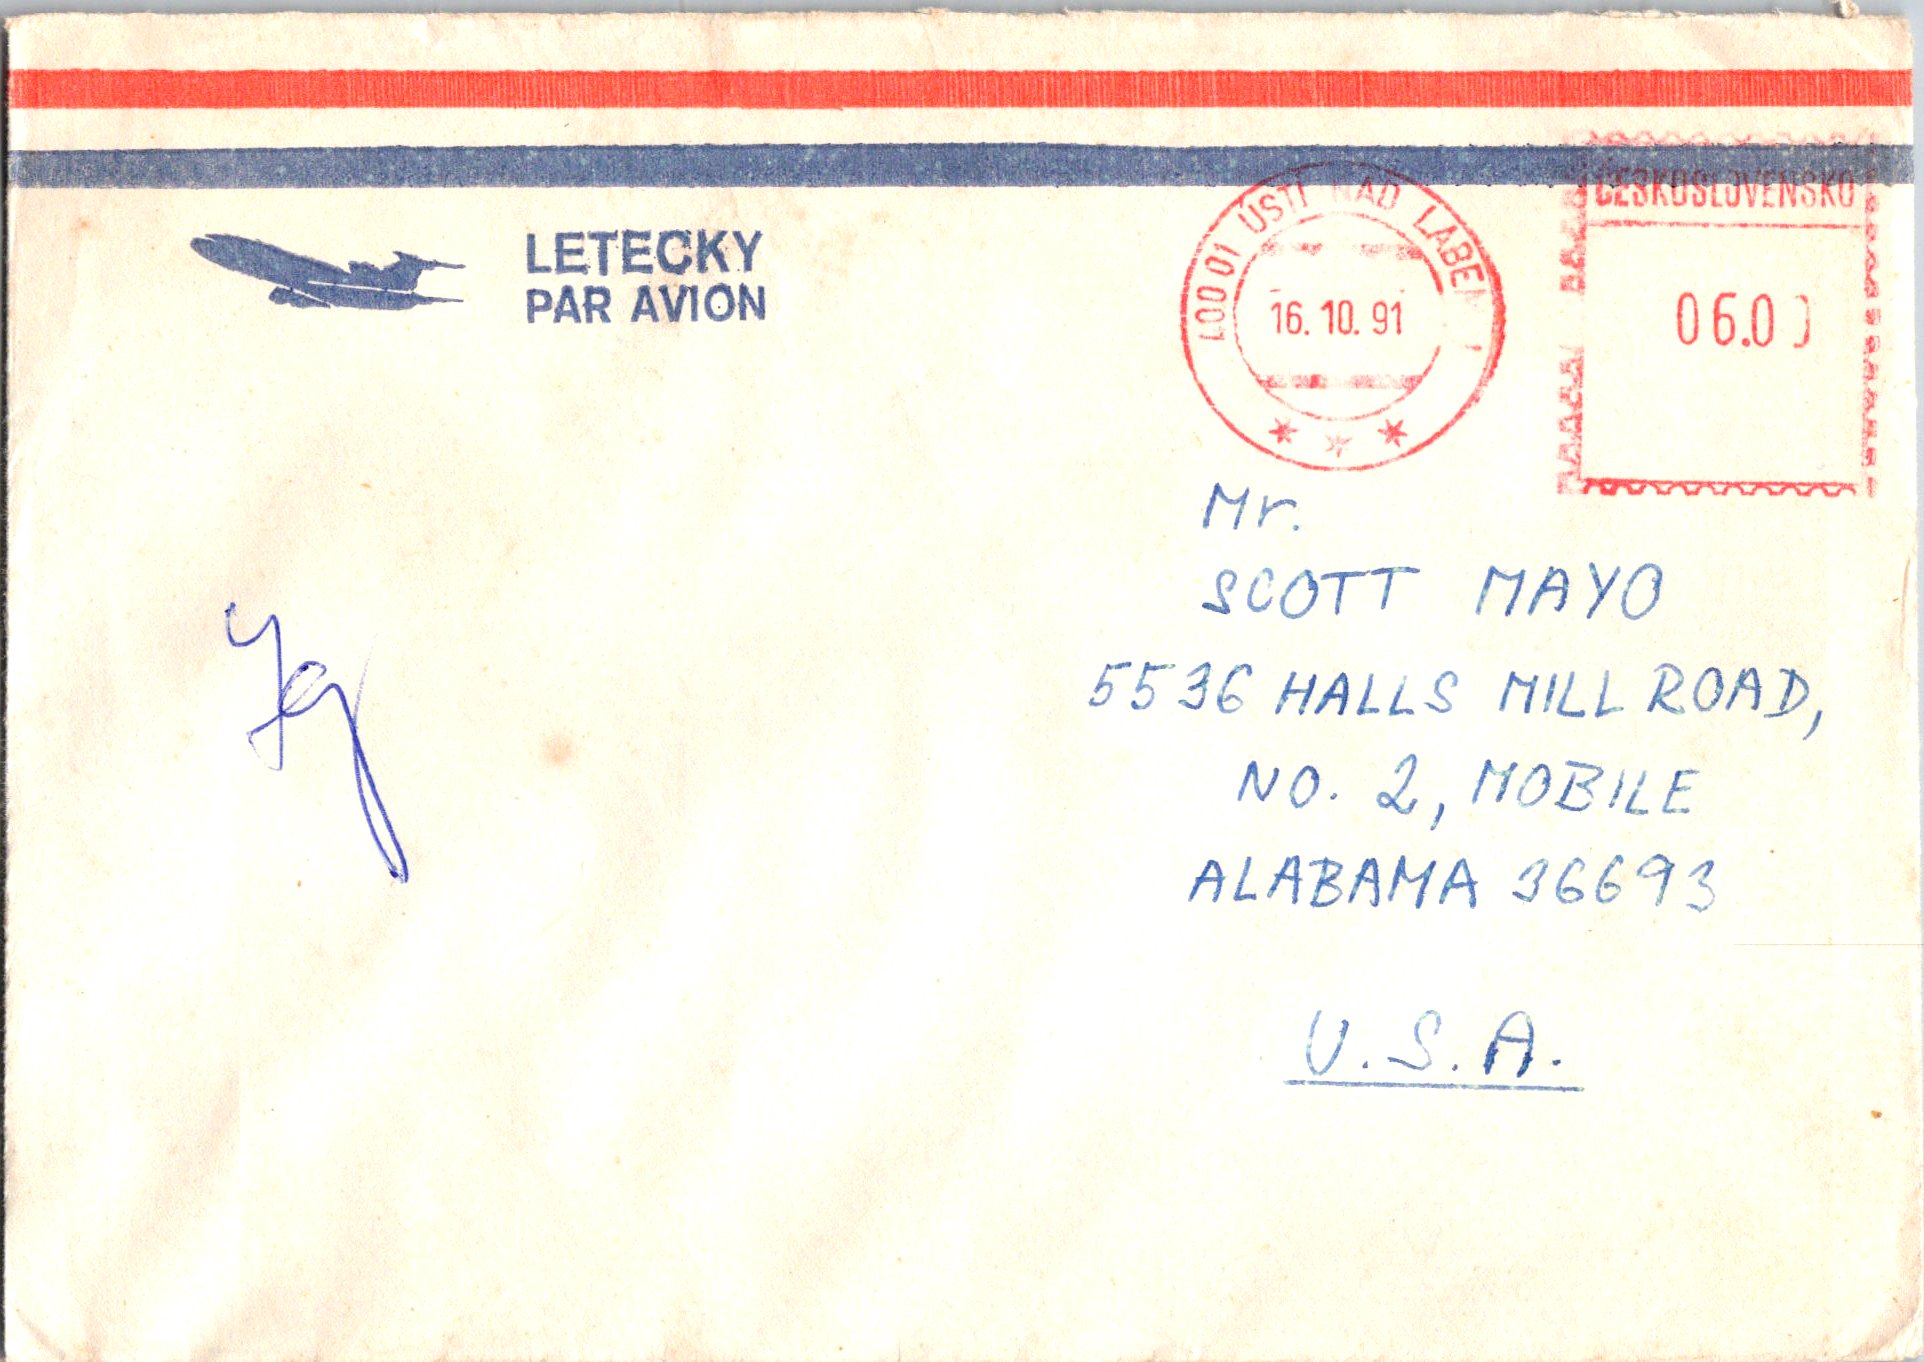 LETECKY
PAR AVION
400 01 ÚSTÍ NAD LABEM 1
16. 10. 91
ČESKOSLOVENSKO
06.0
Mr.
SCOTT MAYO
5536 HALLS MILL ROAD,
NO. 2, MOBILE
ALABAMA 36693
U.S.A.